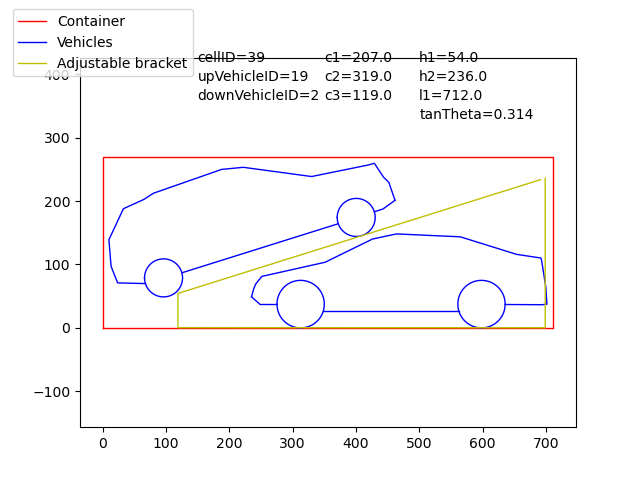 Container
Vehicles
Adjustable bracket
cellID=39 c1=207.0 h1=54.0
upVehicleID=19 c2=319.0 h2=236.0
downVehicleID=2 c3=119.0 l1=712.0
tanTheta=0.314
400
300
200
100
0
−100
0 100 200 300 400 500 600 700